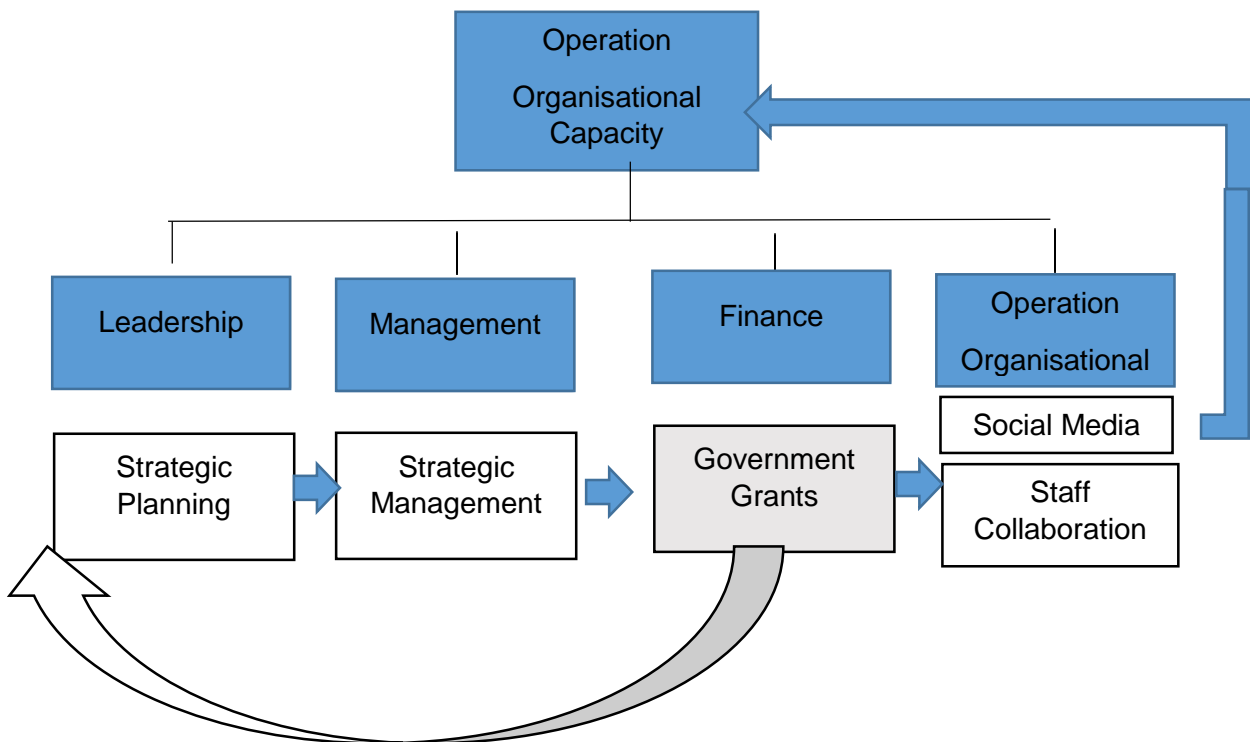 Operation
Organisational
Capacity
Leadership
Management
Finance
Operation
Organisational
Social Media
Strategic
Planning
Strategic
Management
Government
Grants
Staff
Collaboration